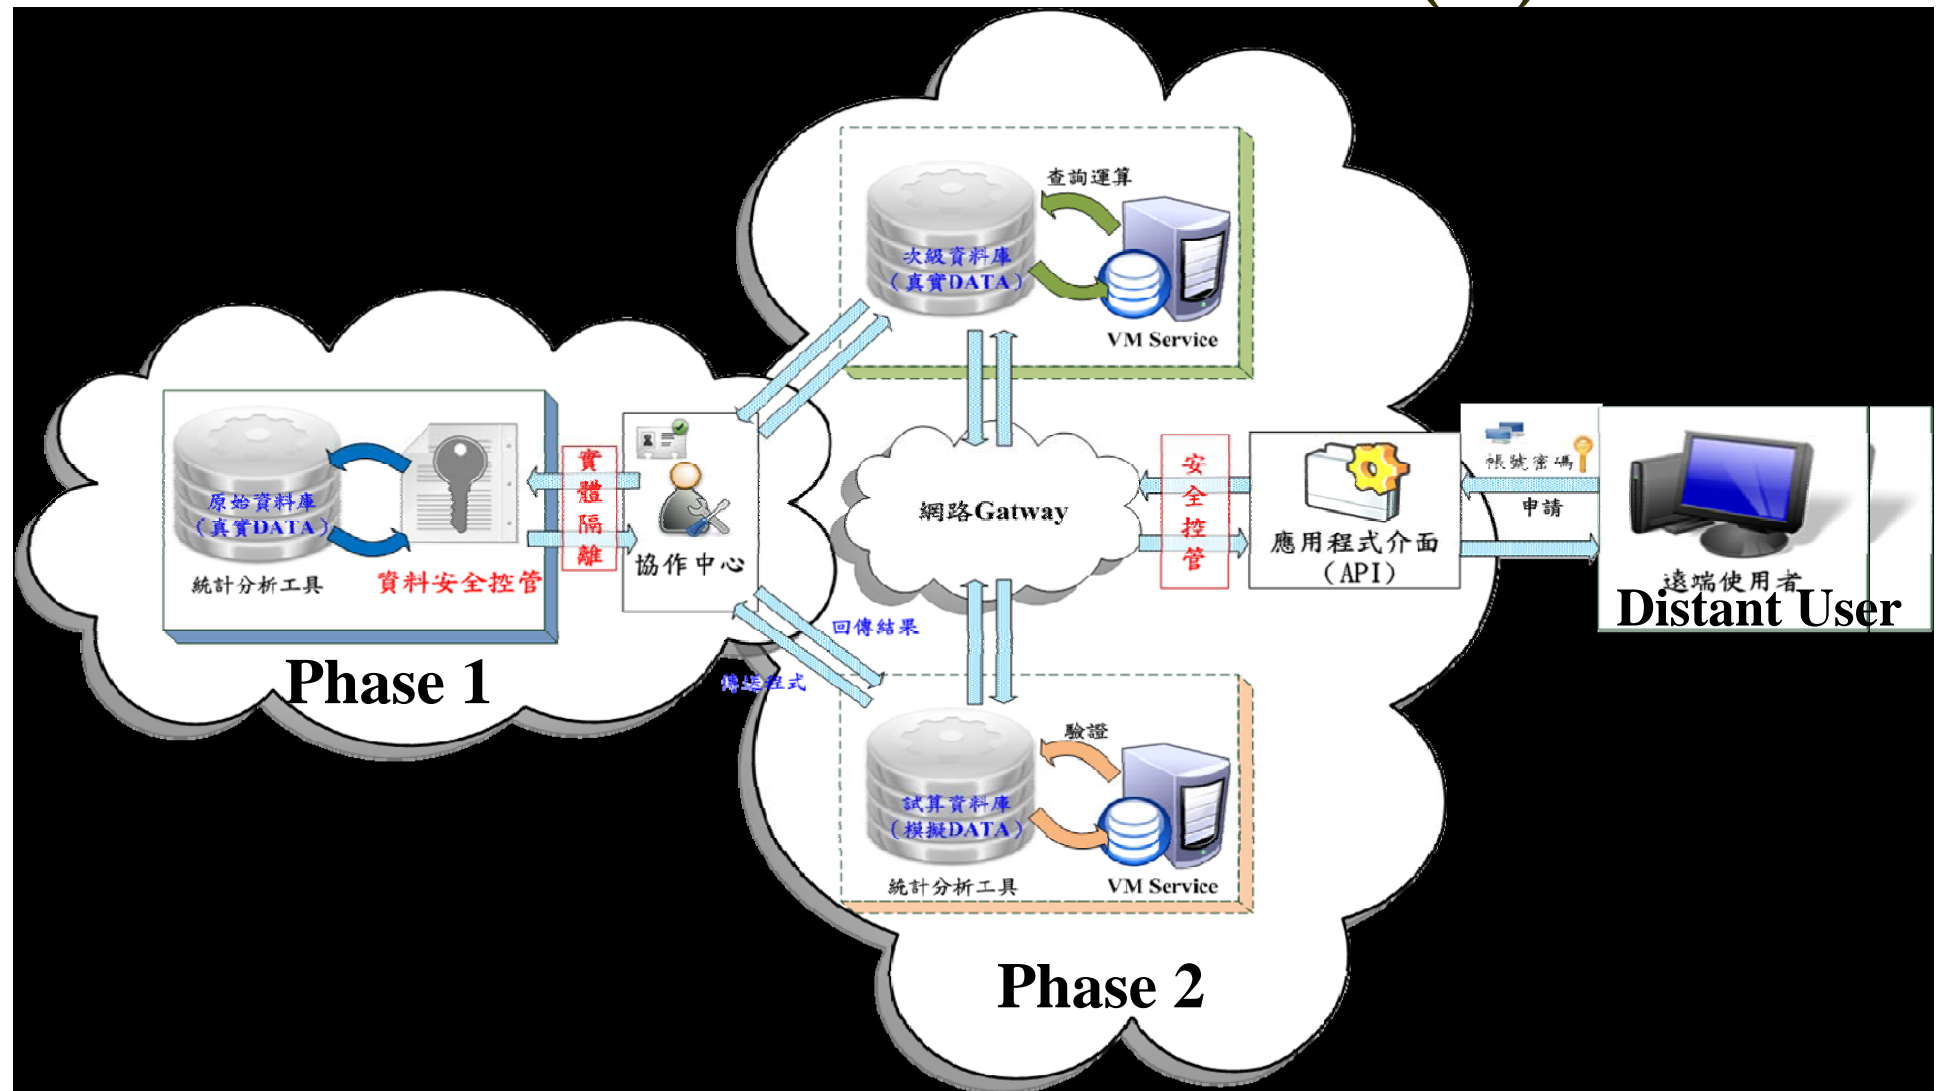 查詢運算
次級資料庫
（真實DATA）
VM Service
原始資料庫
（真實DATA）
統計分析工具
資料安全控管
實體隔離
協作中心
Phase 1
網路Gatway
安全控管
應用程式介面
（API）
帳號密碼
申請
遠端使用者
Distant User
回傳結果
傳送程式
驗證
試算資料庫
（模擬DATA）
統計分析工具
VM Service
Phase 2